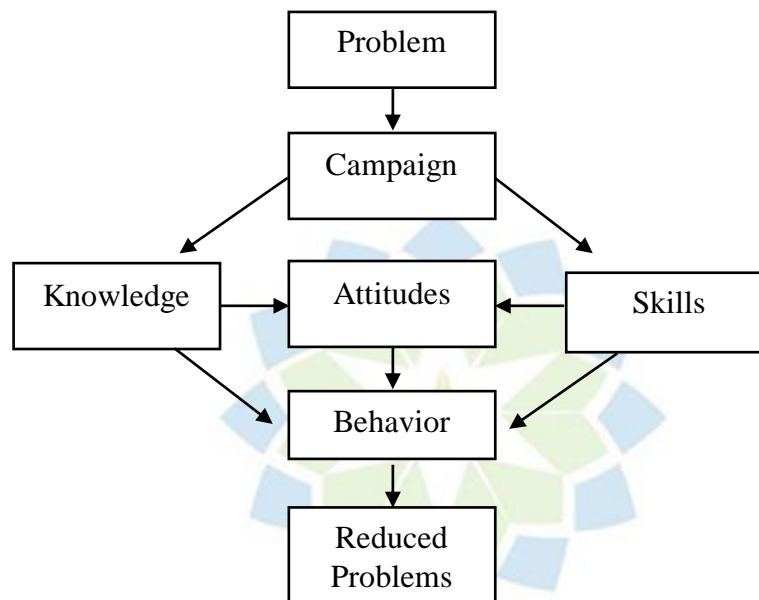 Problem
Campaign
Knowledge
Attitudes
Skills
Behavior
Reduced
Problems